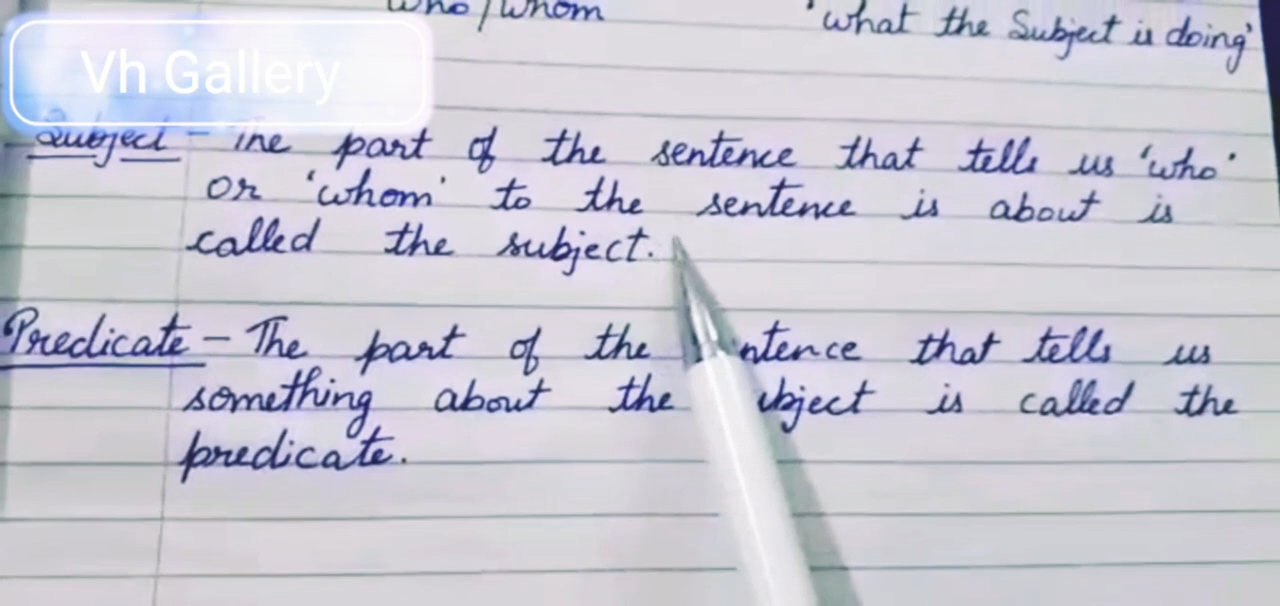 who/whom 'what the Subject is doing'
Vh Gallery
Subject - The part of the sentence that tells us 'who'
or 'whom' to the sentence is about is
called the subject.
Predicate - The part of the ntence that tells us
something about the ubject is called the
predicate.